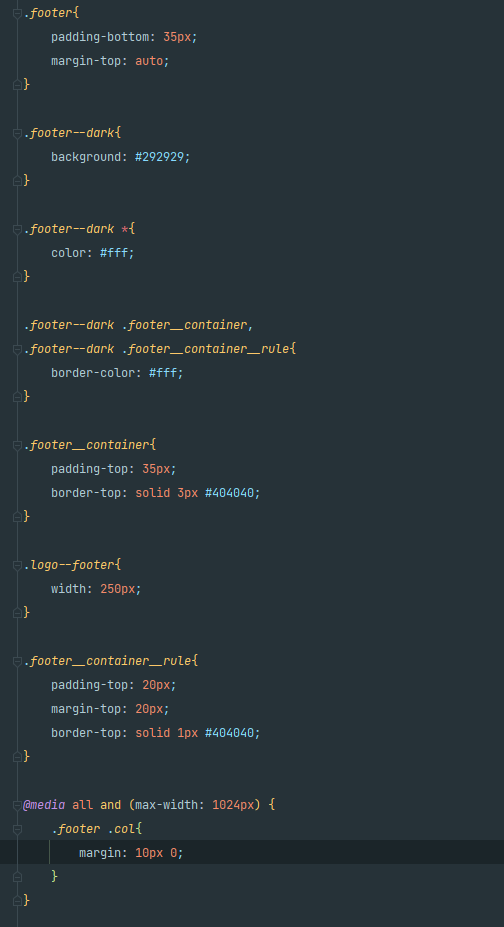 .footer{
    padding-bottom: 35px;
    margin-top: auto;
}

.footer--dark{
    background: #292929;
}

.footer--dark *{
    color: #fff;
}

.footer--dark .footer__container,
.footer--dark .footer__container__rule{
    border-color: #fff;
}

.footer__container{
    padding-top: 35px;
    border-top: solid 3px #404040;
}

.logo--footer{
    width: 250px;
}

.footer__container__rule{
    padding-top: 20px;
    margin-top: 20px;
    border-top: solid 1px #404040;
}

@media all and (max-width: 1024px) {
    .footer .col{
        margin: 10px 0;
    }
}